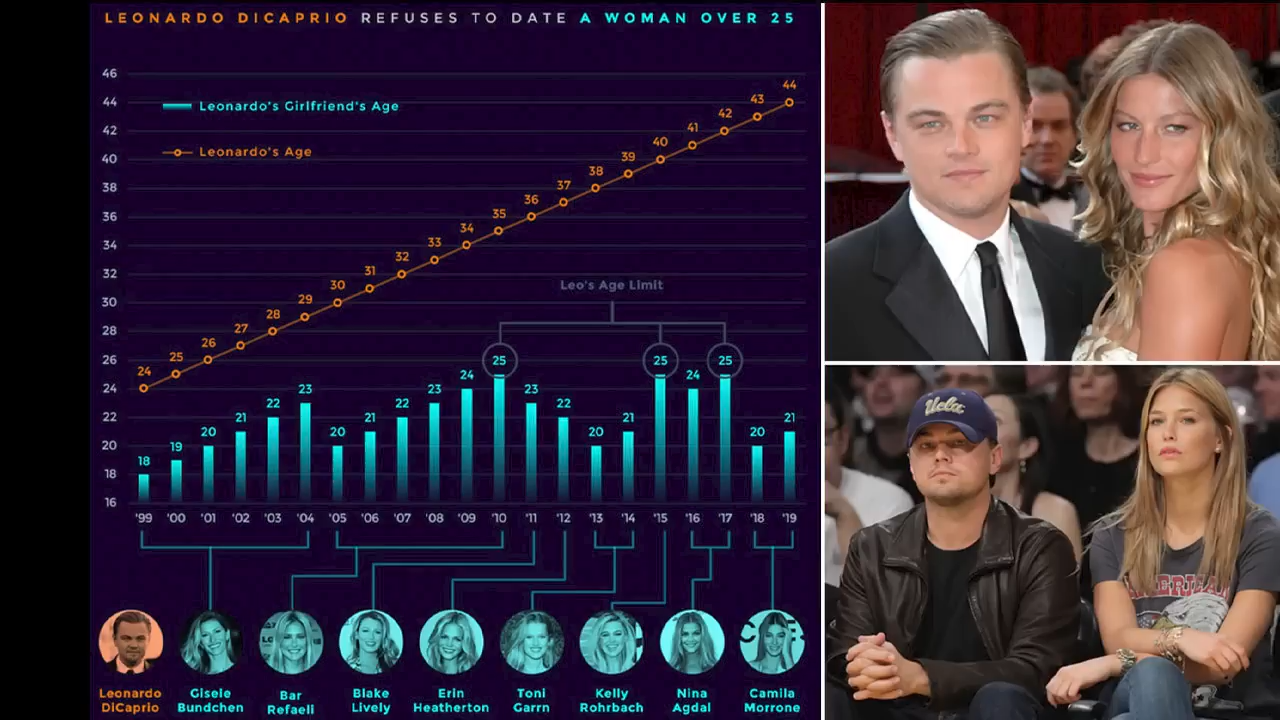 LEONARDO DICAPRIO REFUSES TO DATE A WOMAN OVER 25
46
44
42
40
38
36
34
32
30
28
26
24
22
20
18
16
Leonardo's Girlfriend's Age
Leonardo's Age
24 25 26 27 28 29 30 31 32 33 34 35 36 37 38 39 40 41 42 43 44
Leo's Age Limit
18 19 20 21 22 23 20 21 22 23 24 25 23 22 20 21 25 24 25 20 21
'99 '00 '01 '02 '03 '04 '05 '06 '07 '08 '09 '10 '11 '12 '13 '14 '15 '16 '17 '18 '19
Leonardo
DiCaprio
Gisele
Bundchen
Bar
Refaeli
Blake
Lively
Erin
Heatherton
Toni
Garrn
Kelly
Rohrbach
Nina
Agdal
Camila
Morrone
Ucla
AMERICAN